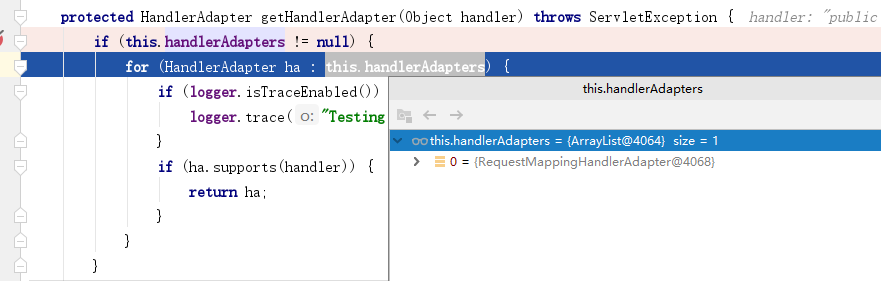 protected HandlerAdapter getHandlerAdapter(Object handler) throws ServletException { handler: "public
if (this.handlerAdapters != null) {
for (HandlerAdapter ha : this.handlerAdapters) {
if (logger.isTraceEnabled())
logger.trace( o: "Testing
}
if (ha.supports(handler)) {
return ha;
}
}
}
this.handlerAdapters
this.handlerAdapters = {ArrayList@4064} size = 1
0 = {RequestMappingHandlerAdapter@4068}